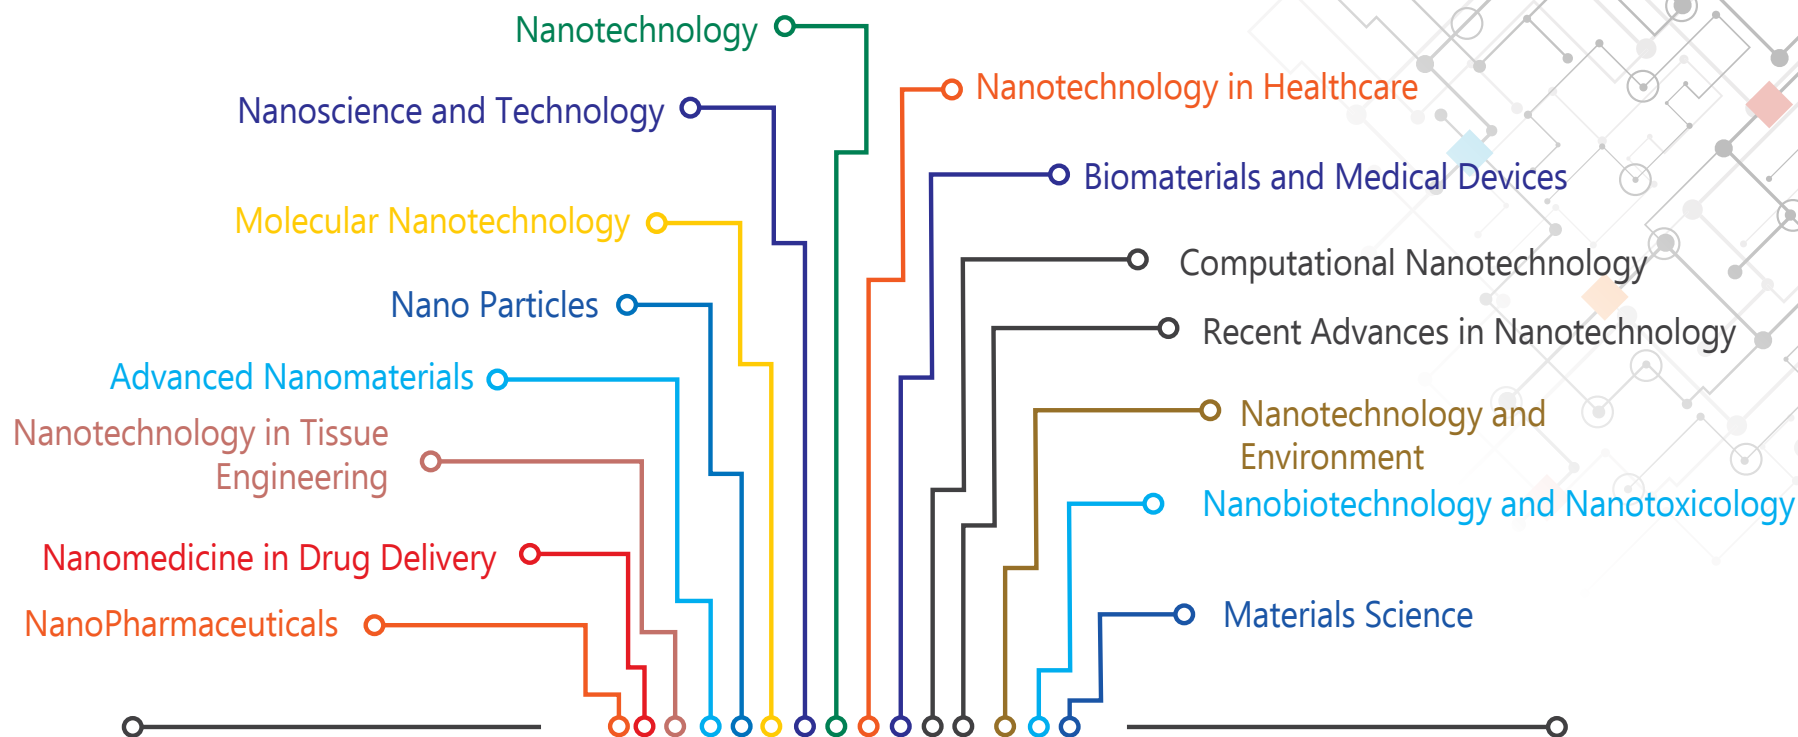 Nanotechnology
Nanoscience and Technology
Molecular Nanotechnology
Nano Particles
Advanced Nanomaterials
Nanotechnology in Tissue
Engineering
Nanomedicine in Drug Delivery
NanoPharmaceuticals
Nanotechnology in Healthcare
Biomaterials and Medical Devices
Computational Nanotechnology
Recent Advances in Nanotechnology
Nanotechnology and
Environment
Nanobiotechnology and Nanotoxicology
Materials Science